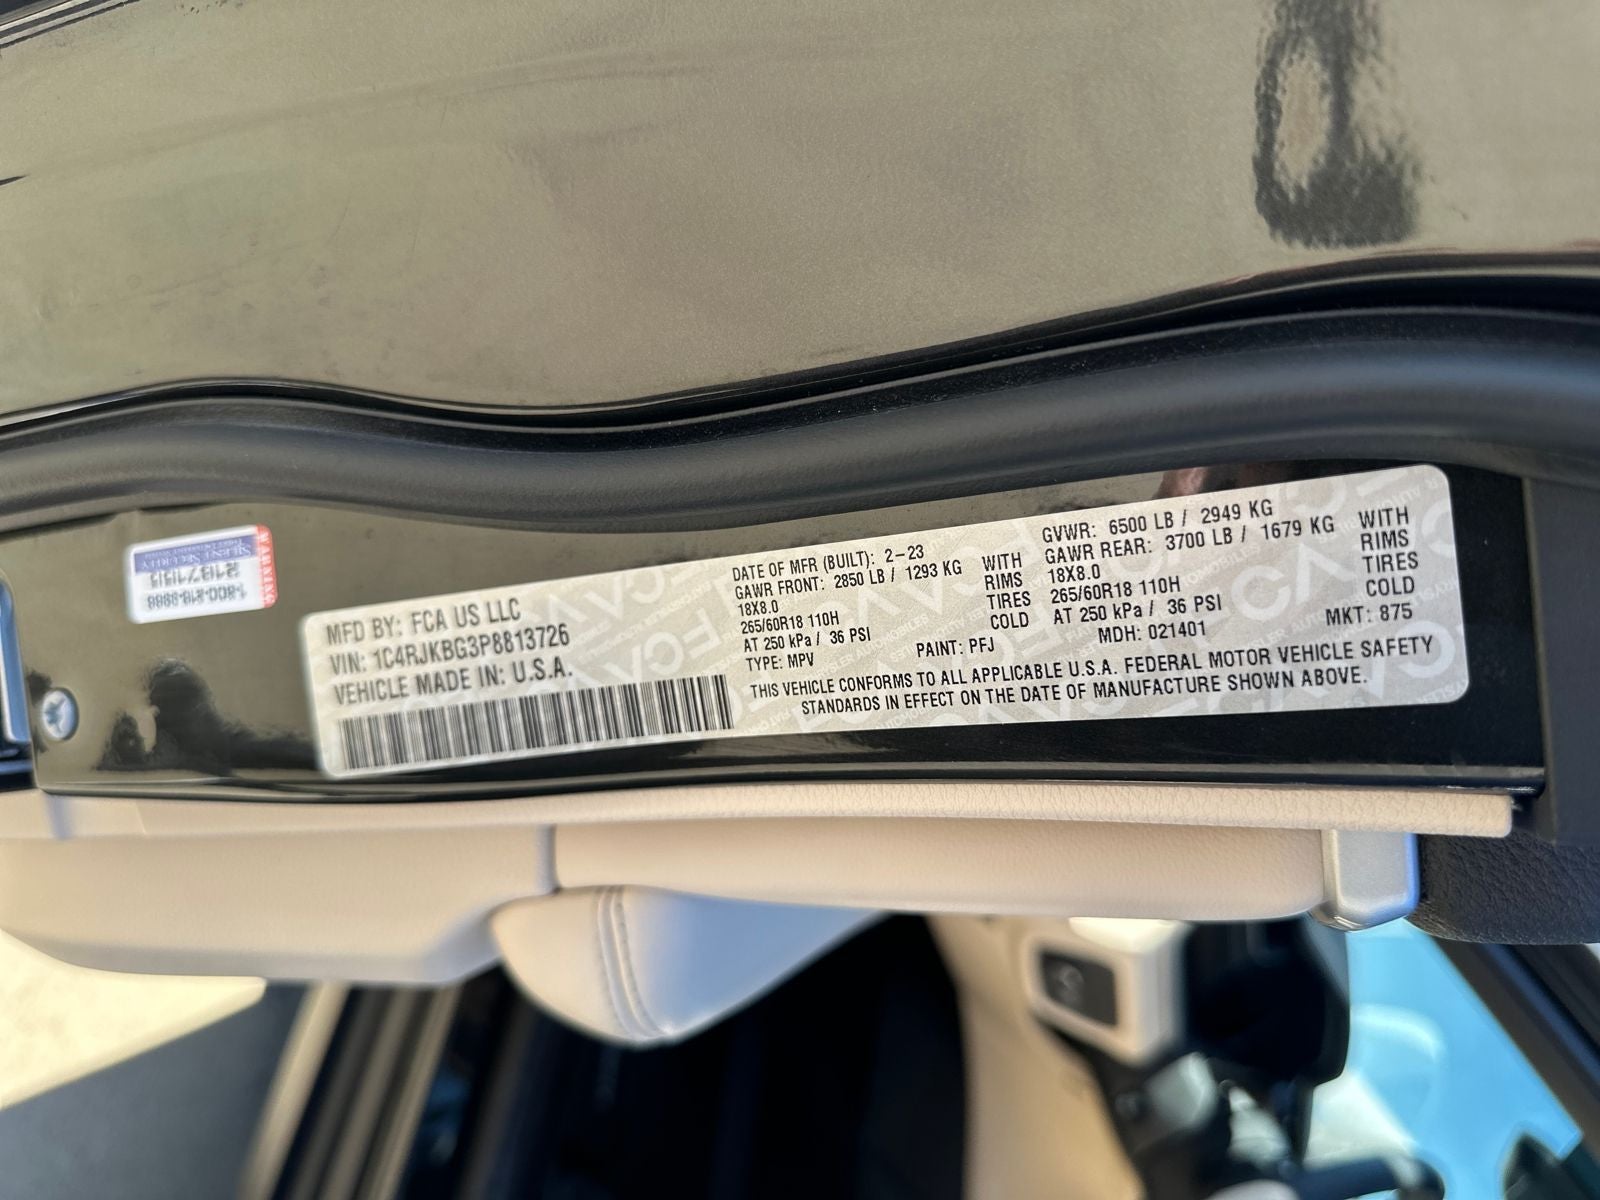 MFD BY: FCA US LLC
VIN: 1C4RJKBG3P8813726
VEHICLE MADE IN: U.S.A.
DATE OF MFR (BUILT): 2-23
GAWR FRONT: 2850 LB / 1293 KG WITH
18X8.0 RIMS
265/60R18 110H TIRES
AT 250 kPa / 36 PSI COLD
TYPE: MPV
PAINT: PFJ
GVWR: 6500 LB / 2949 KG
GAWR REAR: 3700 LB / 1679 KG WITH
18X8.0 RIMS
265/60R18 110H TIRES
AT 250 kPa / 36 PSI COLD
MDH: 021401
MKT: 875
THIS VEHICLE CONFORMS TO ALL APPLICABLE U.S.A. FEDERAL MOTOR VEHICLE SAFETY
STANDARDS IN EFFECT ON THE DATE OF MANUFACTURE SHOWN ABOVE.
WARNING
SILENT SECURITY